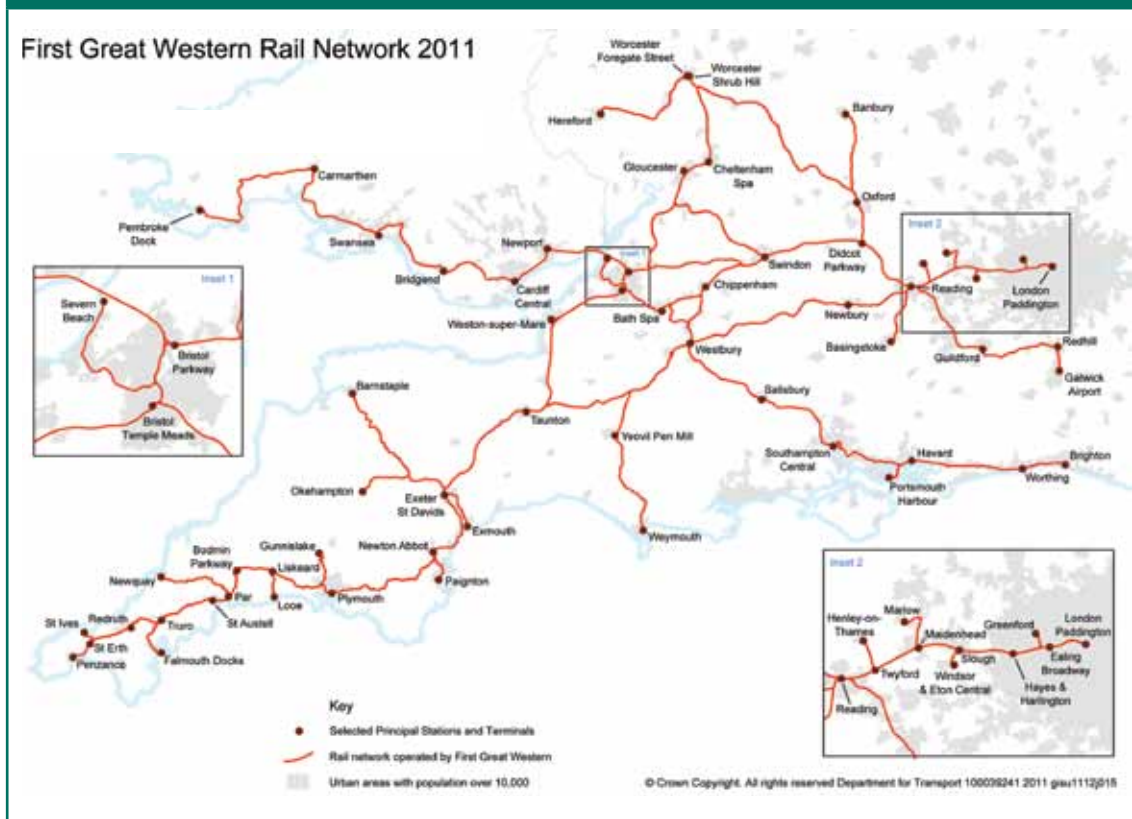 First Great Western Rail Network 2011
Worcester
Foregate Street
Worcester
Shrub Hill
Hereford
Banbury
Gloucester
Cheltenham
Spa
Carmarthen
Oxford
Pembroke
Dock
Swansea
Newport
Inset 1
Inset 2
Bridgend
Cardiff
Central
Swindon
Didcot
Parkway
Reading
London
Paddington
Inset 1
Severn
Beach
Bristol
Parkway
Bristol
Temple Meads
Weston-super-Mare
Bath Spa
Chippenham
Newbury
Westbury
Basingstoke
Guildford
Redhill
Gatwick
Airport
Barnstaple
Taunton
Salisbury
Yeovil Pen Mill
Southampton
Central
Havant
Brighton
Worthing
Portsmouth
Harbour
Okehampton
Exeter
St Davids
Exmouth
Weymouth
Newton Abbot
Gunnislake
Bodmin
Parkway
Liskeard
Newquay
Paignton
Plymouth
Looe
Par
St Austell
St Ives
Redruth
Truro
St Erth
Penzance
Falmouth Docks
Inset 2
Henley-on-
Thames
Marlow
Maidenhead
Greenford
London
Paddington
Slough
Ealing
Broadway
Twyford
Windsor
& Eton Central
Hayes &
Harlington
Reading
Key
Selected Principal Stations and Terminals
Rail network operated by First Great Western
Urban areas with population over 10,000
© Crown Copyright. All rights reserved Department for Transport 100039241 2011 gisu1112j015